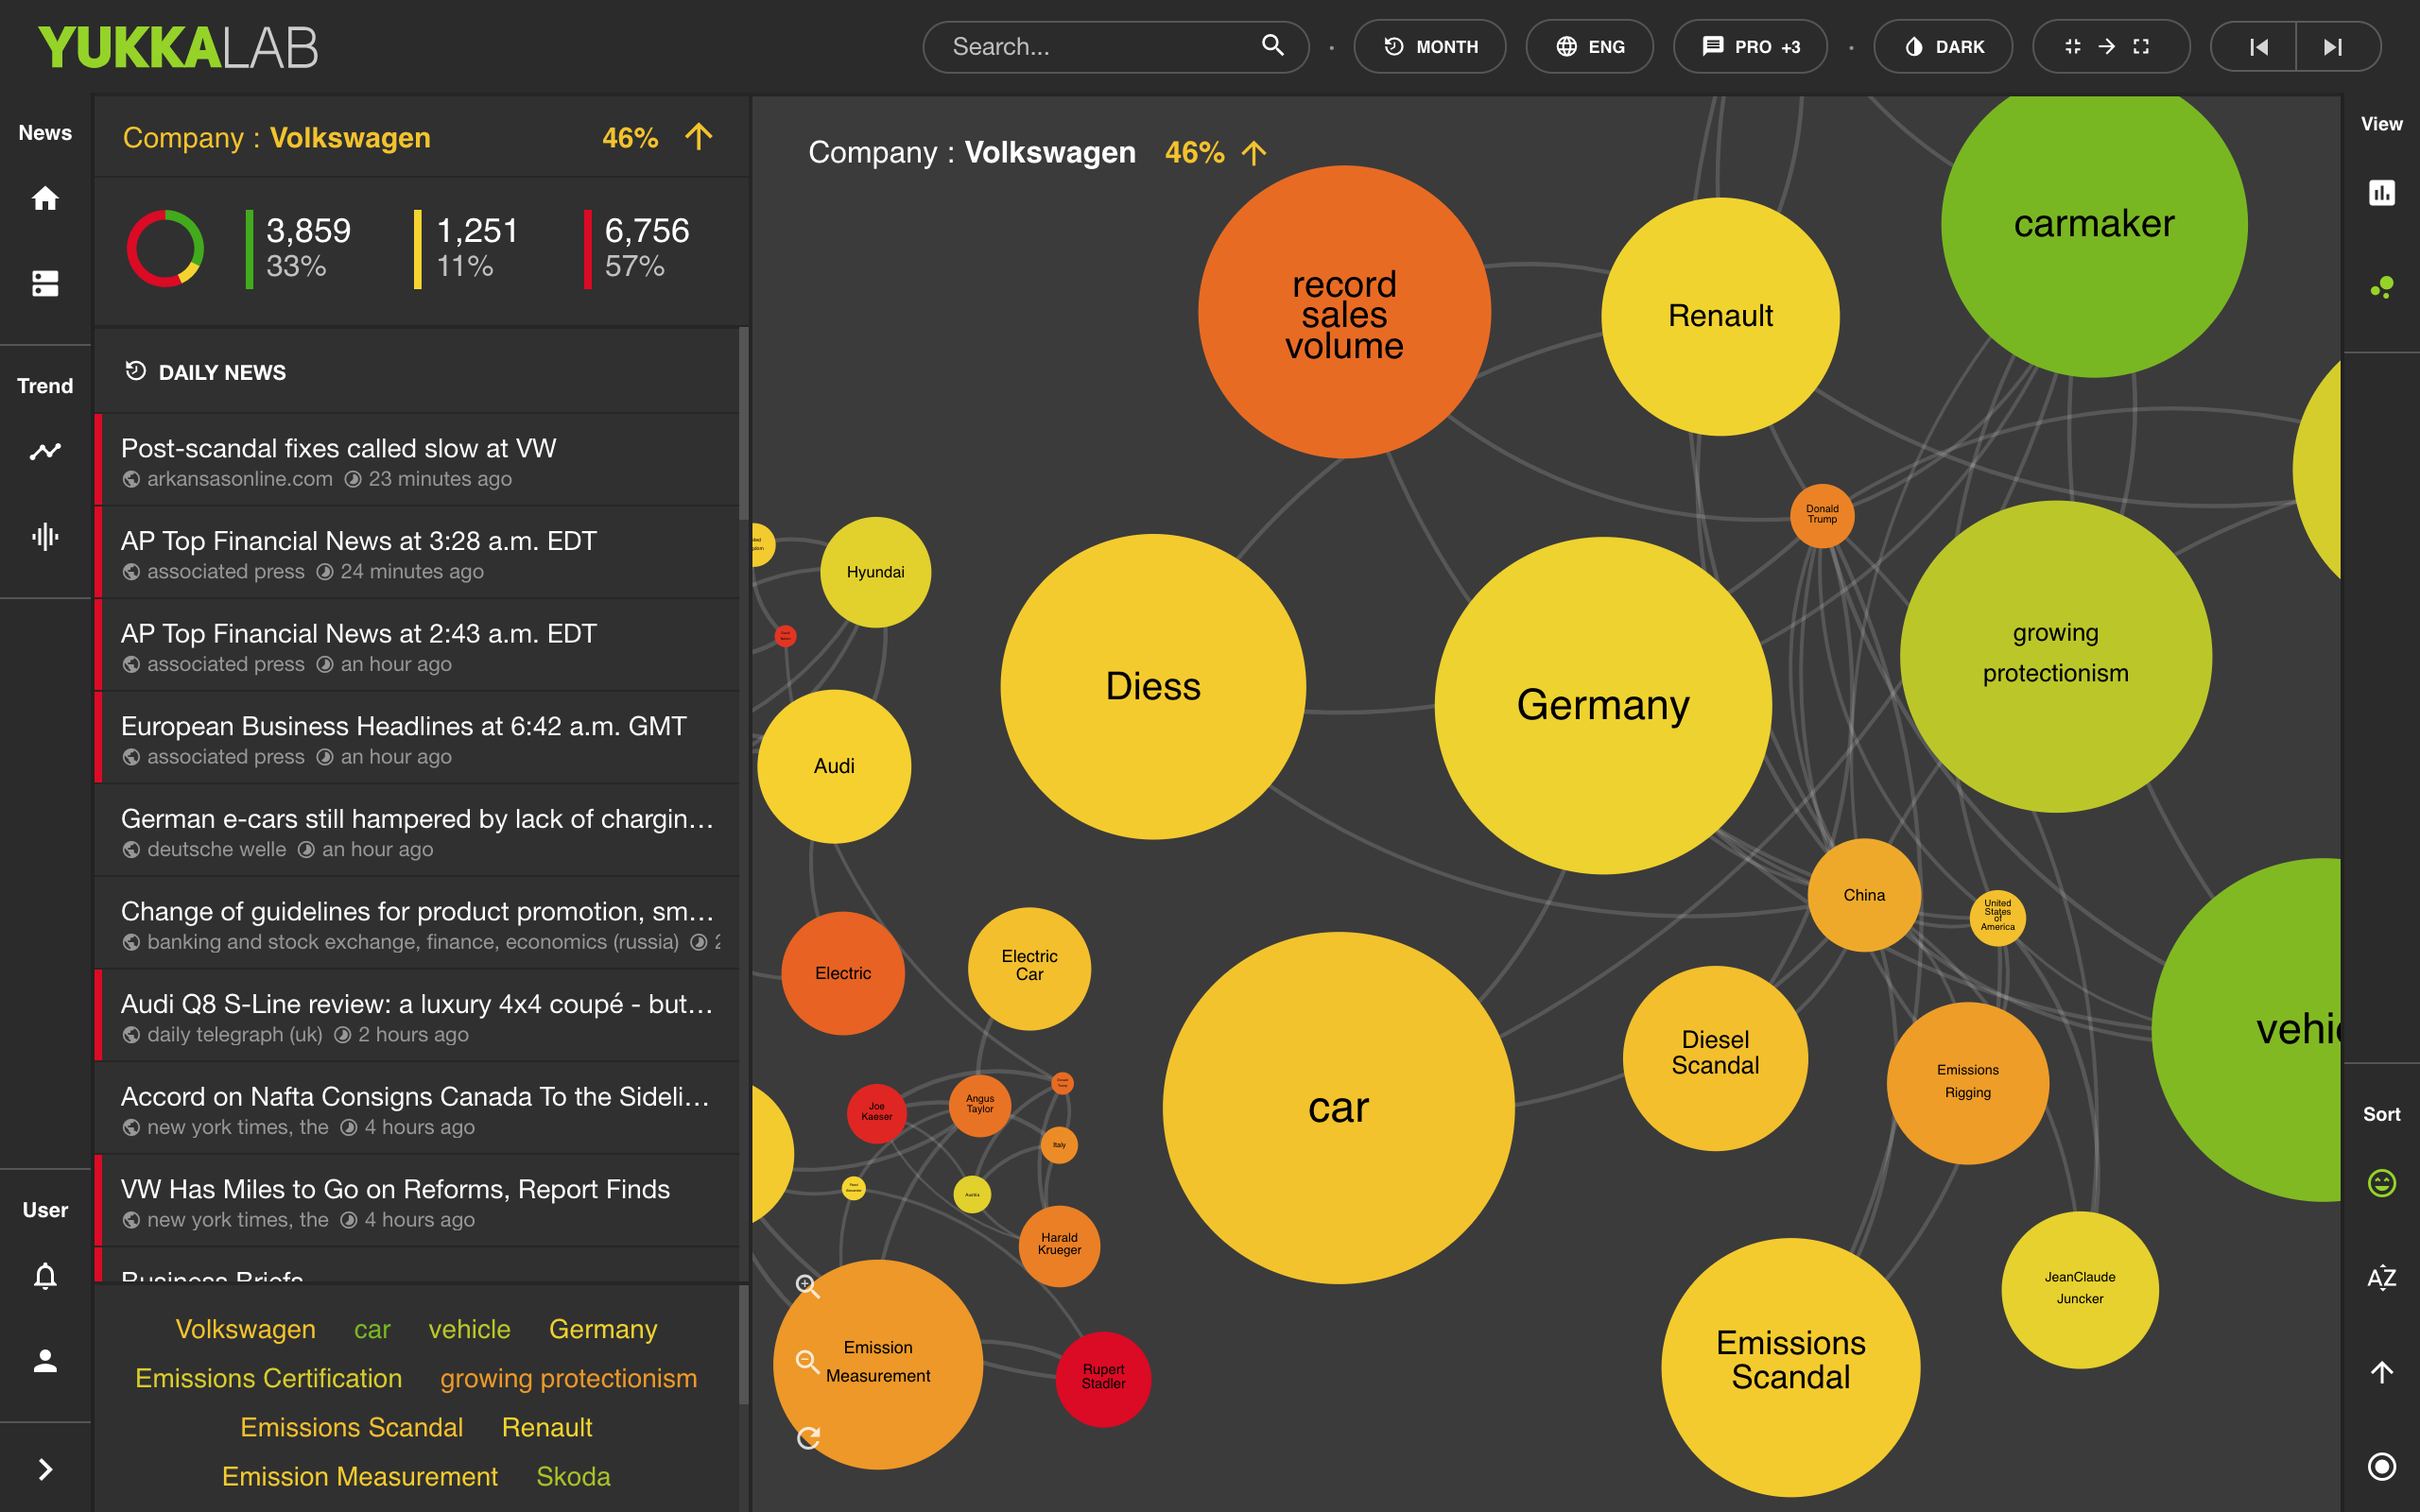 YUKKALAB
Search...
MONTH
ENG
PRO +3
DARK
News
Trend
User
Company : Volkswagen 46%
3,859
33%
1,251
11%
6,756
57%
DAILY NEWS
Post-scandal fixes called slow at VW
arkansasonline.com 23 minutes ago
AP Top Financial News at 3:28 a.m. EDT
associated press 24 minutes ago
AP Top Financial News at 2:43 a.m. EDT
associated press an hour ago
European Business Headlines at 6:42 a.m. GMT
associated press an hour ago
German e-cars still hampered by lack of chargin...
deutsche welle an hour ago
Change of guidelines for product promotion, sm...
banking and stock exchange, finance, economics (russia) 2
Audi Q8 S-Line review: a luxury 4x4 coupé - but...
daily telegraph (uk) 2 hours ago
Accord on Nafta Consigns Canada To the Sideli...
new york times, the 4 hours ago
VW Has Miles to Go on Reforms, Report Finds
new york times, the 4 hours ago
Business Briefs
Volkswagen car vehicle Germany
Emissions Certification growing protectionism
Emissions Scandal Renault
Emission Measurement Skoda
Company : Volkswagen 46%
record
sales
volume
Renault
carmaker
Donald
Trump
Hyundai
Diess
Germany
growing
protectionism
Audi
China
United
States
of
America
Electric
Electric
Car
Diesel
Scandal
Emissions
Rigging
vehic
car
Joe
Kaeser
Angus
Taylor
Italy
Austria
Harald
Krueger
Emission
Measurement
Rupert
Stadler
Emissions
Scandal
JeanClaude
Juncker
View
Sort
AZ